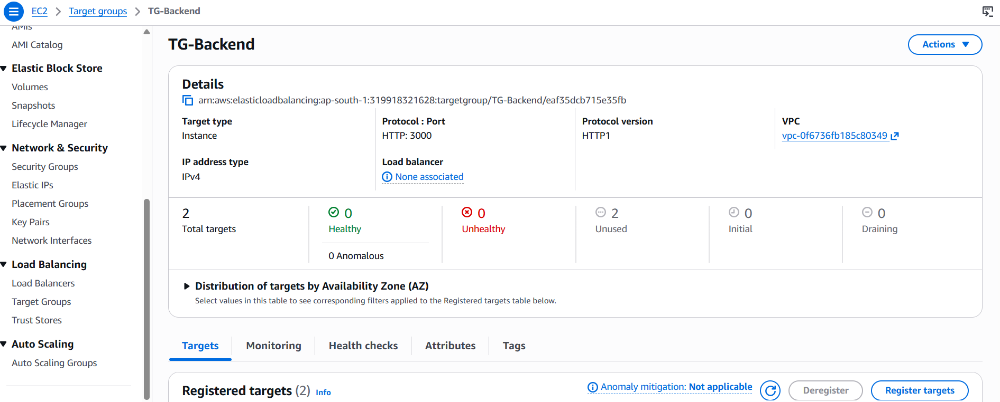 EC2 > Target groups > TG-Backend
AMIs
AMI Catalog
Elastic Block Store
Volumes
Snapshots
Lifecycle Manager
Network & Security
Security Groups
Elastic IPs
Placement Groups
Key Pairs
Network Interfaces
Load Balancing
Load Balancers
Target Groups
Trust Stores
Auto Scaling
Auto Scaling Groups
TG-Backend
Actions
Details
arn:aws:elasticloadbalancing:ap-south-1:319918321628:targetgroup/TG-Backend/eaf35dcb715e35fb
Target type
Instance
Protocol : Port
HTTP: 3000
Protocol version
HTTP1
VPC
vpc-0f6736fb185c80349
IP address type
IPv4
Load balancer
None associated
2
Total targets
0
Healthy
0 Anomalous
0
Unhealthy
2
Unused
0
Initial
0
Draining
Distribution of targets by Availability Zone (AZ)
Select values in this table to see corresponding filters applied to the Registered targets table below.
Targets
Monitoring
Health checks
Attributes
Tags
Registered targets (2) Info
Anomaly mitigation: Not applicable
Deregister
Register targets